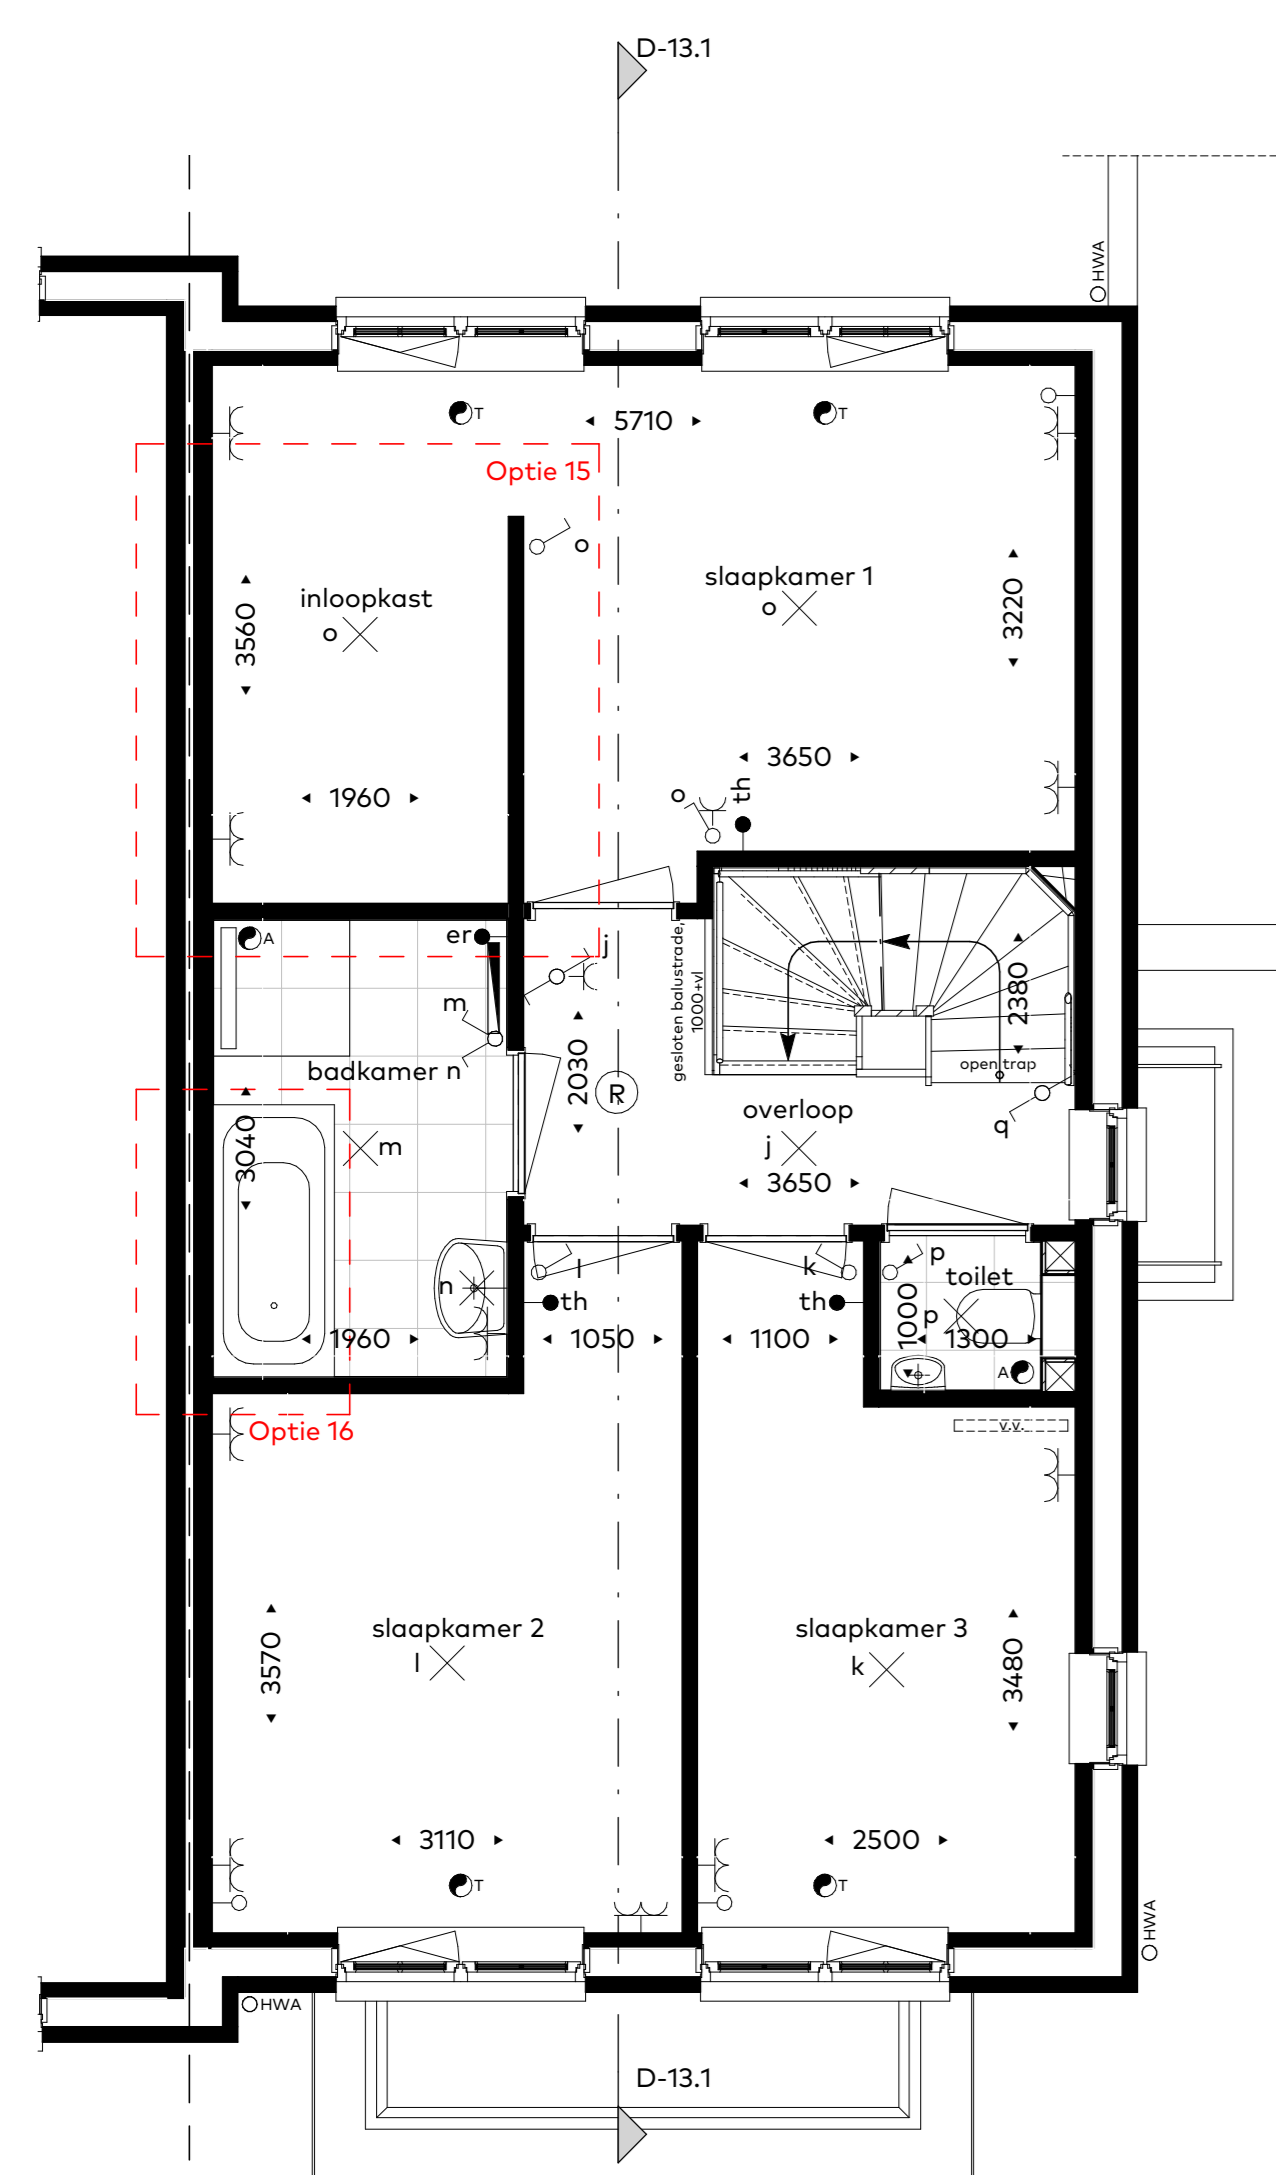 D-13.1
HWA
T
5710
T
Optie 15
o
slaapkamer 1
o
inloopkast
o
3560
3220
3650
1960
o
th
er
A
j
m
gesloten balustrade,
1000+vl
2380
open trap
badkamer n
2030
R
overloop
j
q
3040
m
3650
l
k
p
toilet
n
th
th
1000
p
1960
1050
1100
1300
A
Optie 16
v.v.
slaapkamer 2
l
slaapkamer 3
k
3570
3480
3110
2500
T
T
HWA
HWA
D-13.1